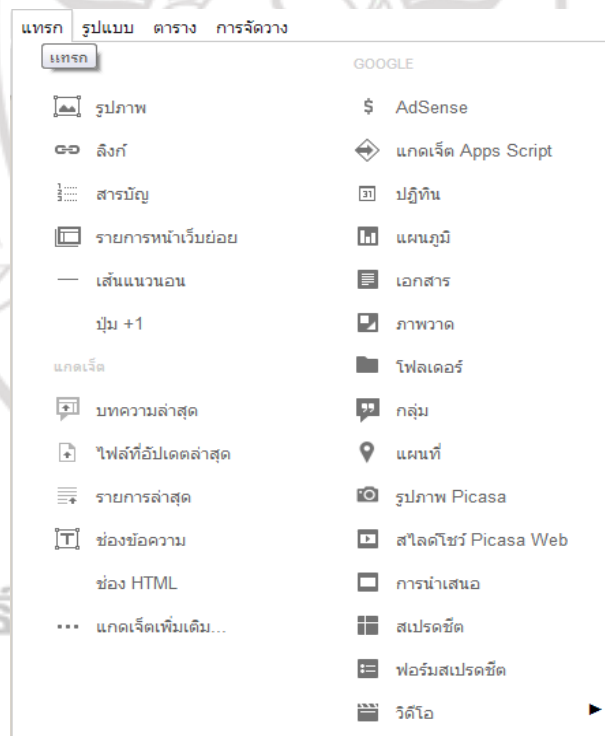 แทรก รูปแบบ ตาราง การจัดวาง
แทรก
รูปภาพ
ลิงก์
สารบัญ
รายการหน้าเว็บย่อย
เส้นแนวนอน
ปุ่ม +1
แกดเจ็ต
บทความล่าสุด
ไฟล์ที่อัปเดตล่าสุด
รายการล่าสุด
ช่องข้อความ
ช่อง HTML
แกดเจ็ตเพิ่มเติม...
GOOGLE
AdSense
แกดเจ็ต Apps Script
ปฏิทิน
แผนภูมิ
เอกสาร
ภาพวาด
โฟลเดอร์
กลุ่ม
แผนที่
รูปภาพ Picasa
สไลด์โชว์ Picasa Web
การนำเสนอ
สเปรดชีต
ฟอร์มสเปรดชีต
วิดีโอ